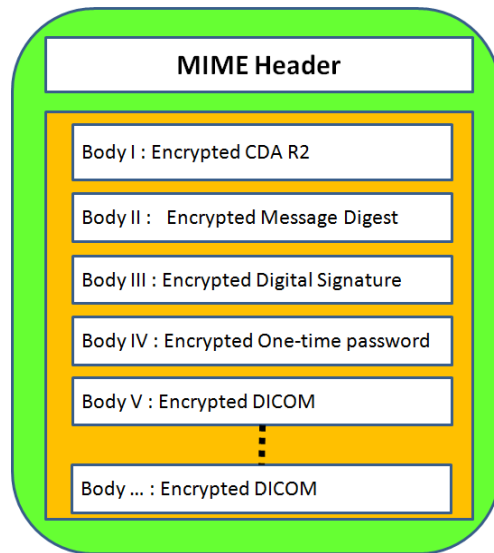 MIME Header
Body I : Encrypted CDA R2
Body II :  Encrypted Message Digest
Body III : Encrypted Digital Signature
Body IV : Encrypted One-time password
Body V : Encrypted DICOM
Body ... : Encrypted DICOM